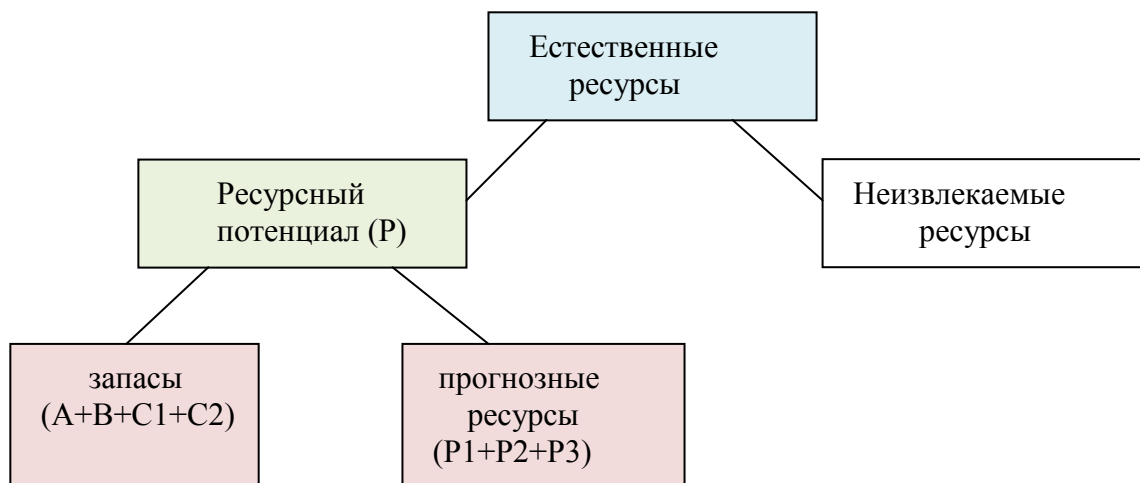 Естественные
ресурсы
Ресурсный
потенциал (Р)
Неизвлекаемые
ресурсы
запасы
(А+В+С1+С2)
прогнозные
ресурсы
(Р1+Р2+Р3)